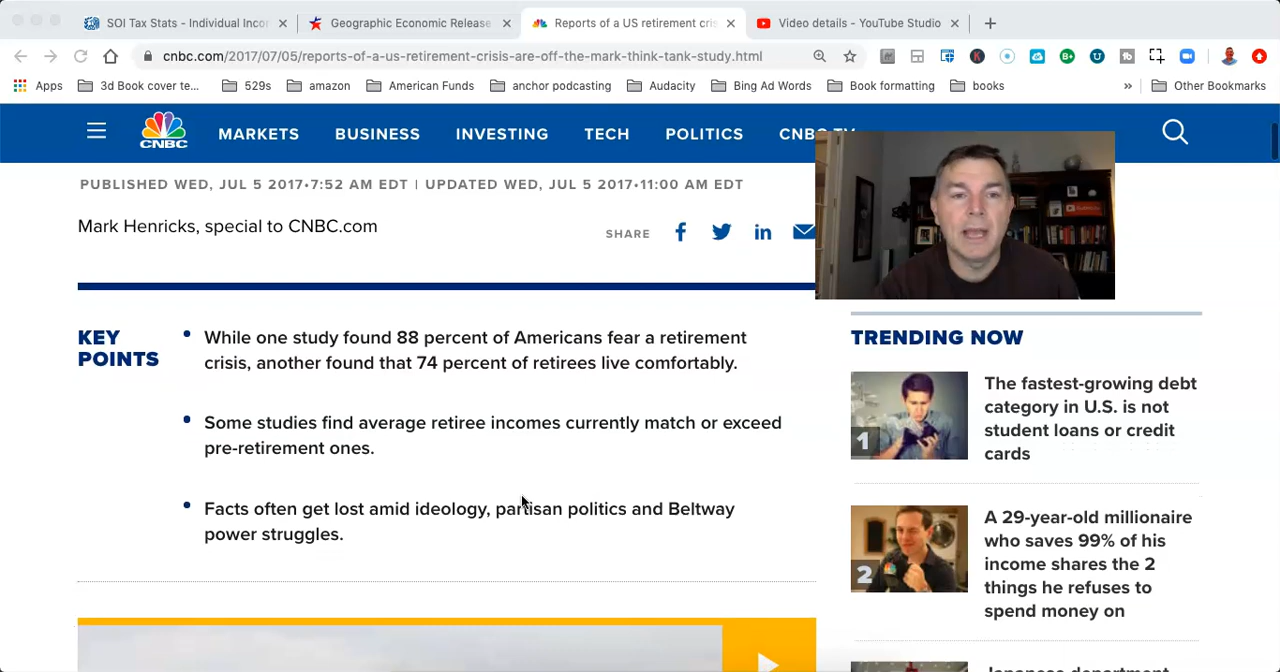 SOI Tax Stats - Individual Incor
Geographic Economic Release
Reports of a US retirement cris
Video details - YouTube Studio
cnbc.com/2017/07/05/reports-of-a-us-retirement-crisis-are-off-the-mark-think-tank-study.html
Apps
3d Book cover te...
529s
amazon
American Funds
anchor podcasting
Audacity
Bing Ad Words
Book formatting
books
»
Other Bookmarks
CNBC
MARKETS
BUSINESS
INVESTING
TECH
POLITICS
CNBC TV
PUBLISHED WED, JUL 5 2017•7:52 AM EDT | UPDATED WED, JUL 5 2017•11:00 AM EDT
Mark Henricks, special to CNBC.com
SHARE
KEY
POINTS
While one study found 88 percent of Americans fear a retirement
crisis, another found that 74 percent of retirees live comfortably.
Some studies find average retiree incomes currently match or exceed
pre-retirement ones.
Facts often get lost amid ideology, partisan politics and Beltway
power struggles.
TRENDING NOW
1
The fastest-growing debt
category in U.S. is not
student loans or credit
cards
2
A 29-year-old millionaire
who saves 99% of his
income shares the 2
things he refuses to
spend money on
Japanese department